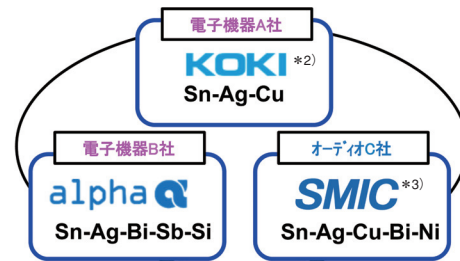 電子機器A社
KOKI *2)
Sn-Ag-Cu
電子機器B社
alpha
Sn-Ag-Bi-Sb-Si
オーディオC社
SMIC*3)
Sn-Ag-Cu-Bi-Ni